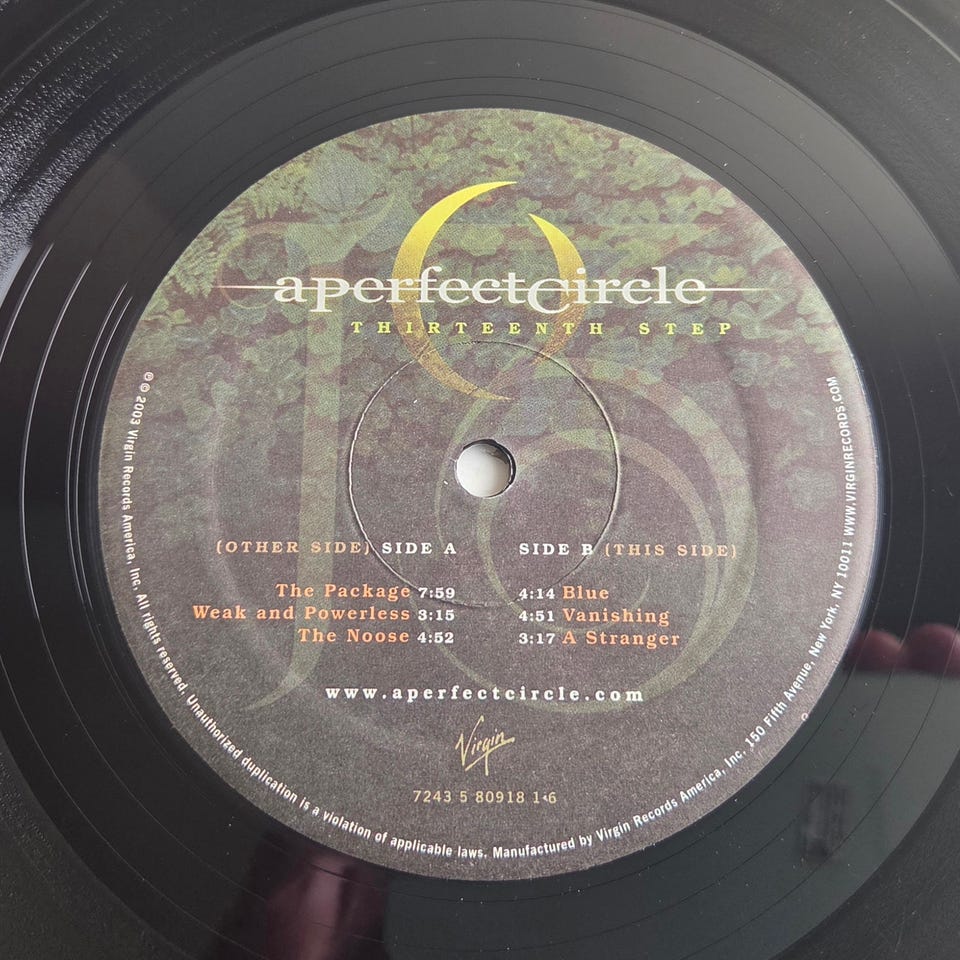 aperfectcircle
THIRTEENTH STEP
(OTHER SIDE) SIDE A
The Package 7:59
Weak and Powerless 3:15
The Noose 4:52
SIDE B (THIS SIDE)
4:14 Blue
4:51 Vanishing
3:17 A Stranger
www.aperfectcircle.com
Virgin
7243 5 80918 1·6
℗© 2003 Virgin Records America, Inc. All rights reserved. Unauthorized duplication is a violation of applicable laws. Manufactured by Virgin Records America, Inc. 150 Fifth Avenue, New York, NY 10011 WWW.VIRGINRECORDS.COM